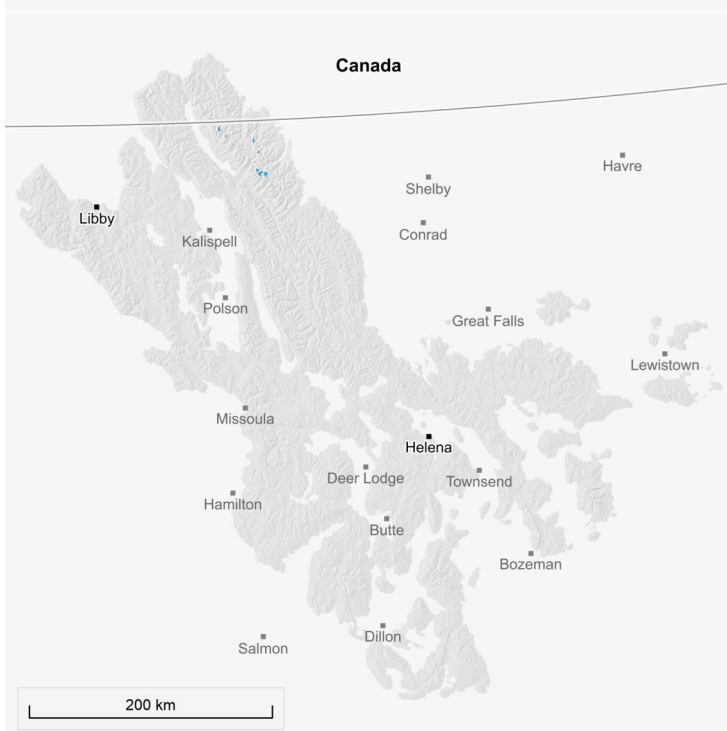 Canada
Havre
Shelby
Libby
Kalispell
Conrad
Polson
Great Falls
Lewistown
Missoula
Helena
Deer Lodge
Townsend
Hamilton
Butte
Bozeman
Dillon
Salmon
200 km